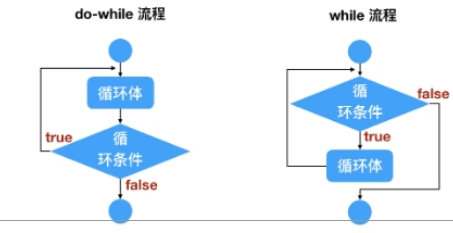 do-while 流程
循环体
true
循
环条件
false
while 流程
循
环条件
false
true
循环体